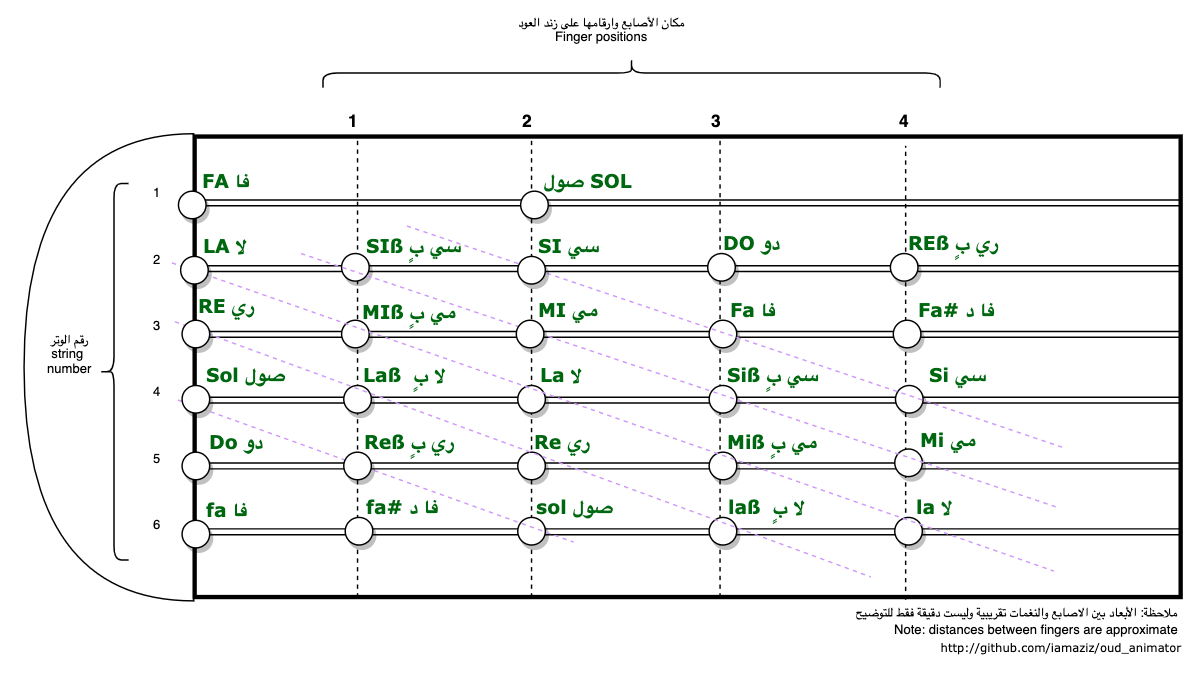 مكان الأصابع وارقامها على زند العود
Finger positions
1 2 3 4
1
FA فا
صول SOL
2
LA لا
SIß سي بٍ
SI سي
DO دو
REß ري بٍ
3
RE ري
MIß مي بٍ
MI مي
Fa فا
Fa# فا د
رقم الوتر
string
number
4
Sol صول
Laß لا بٍ
La لا
Siß سي بٍ
Si سي
5
Do دو
Reß ري بٍ
Re ري
Miß مي بٍ
Mi مي
6
fa فا
fa# فا د
sol صول
laß لا بٍ
la لا
ملاحظة: الأبعاد بين الاصابع والنغمات تقريبية وليست دقيقة فقط للتوضيح
Note: distances between fingers are approximate
http://github.com/iamaziz/oud_animator